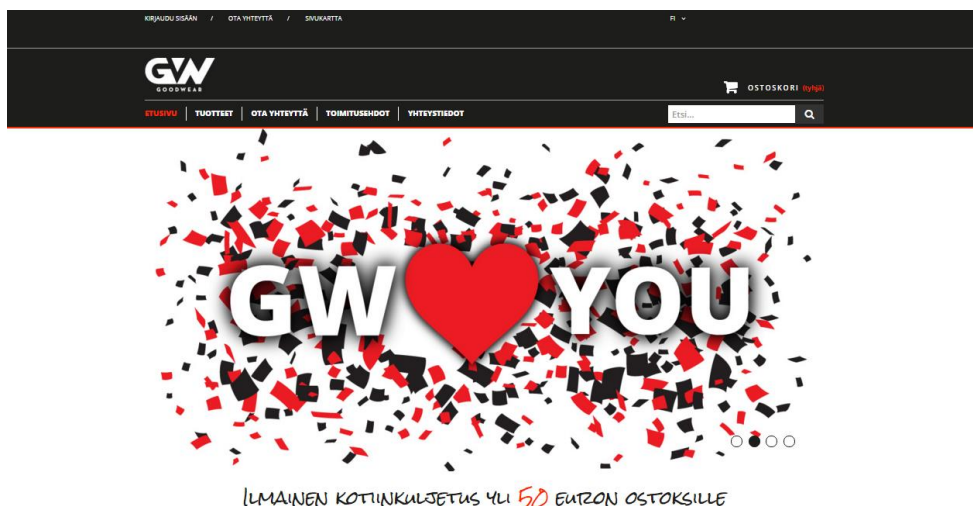 KIRJAUDU SISÄÄN / OTA YHTEYTTÄ / SIVUKARTTA FI
GW
GOODWEAR
OSTOSKORI (tyhjä)
ETUSIVU TUOTTEET OTA YHTEYTTÄ TOIMITUSEHDOT YHTEYSTIEDOT Etsi...
GW YOU
ILMAINEN KOTIINKULJETUS YLI 50 EURON OSTOKSILLE